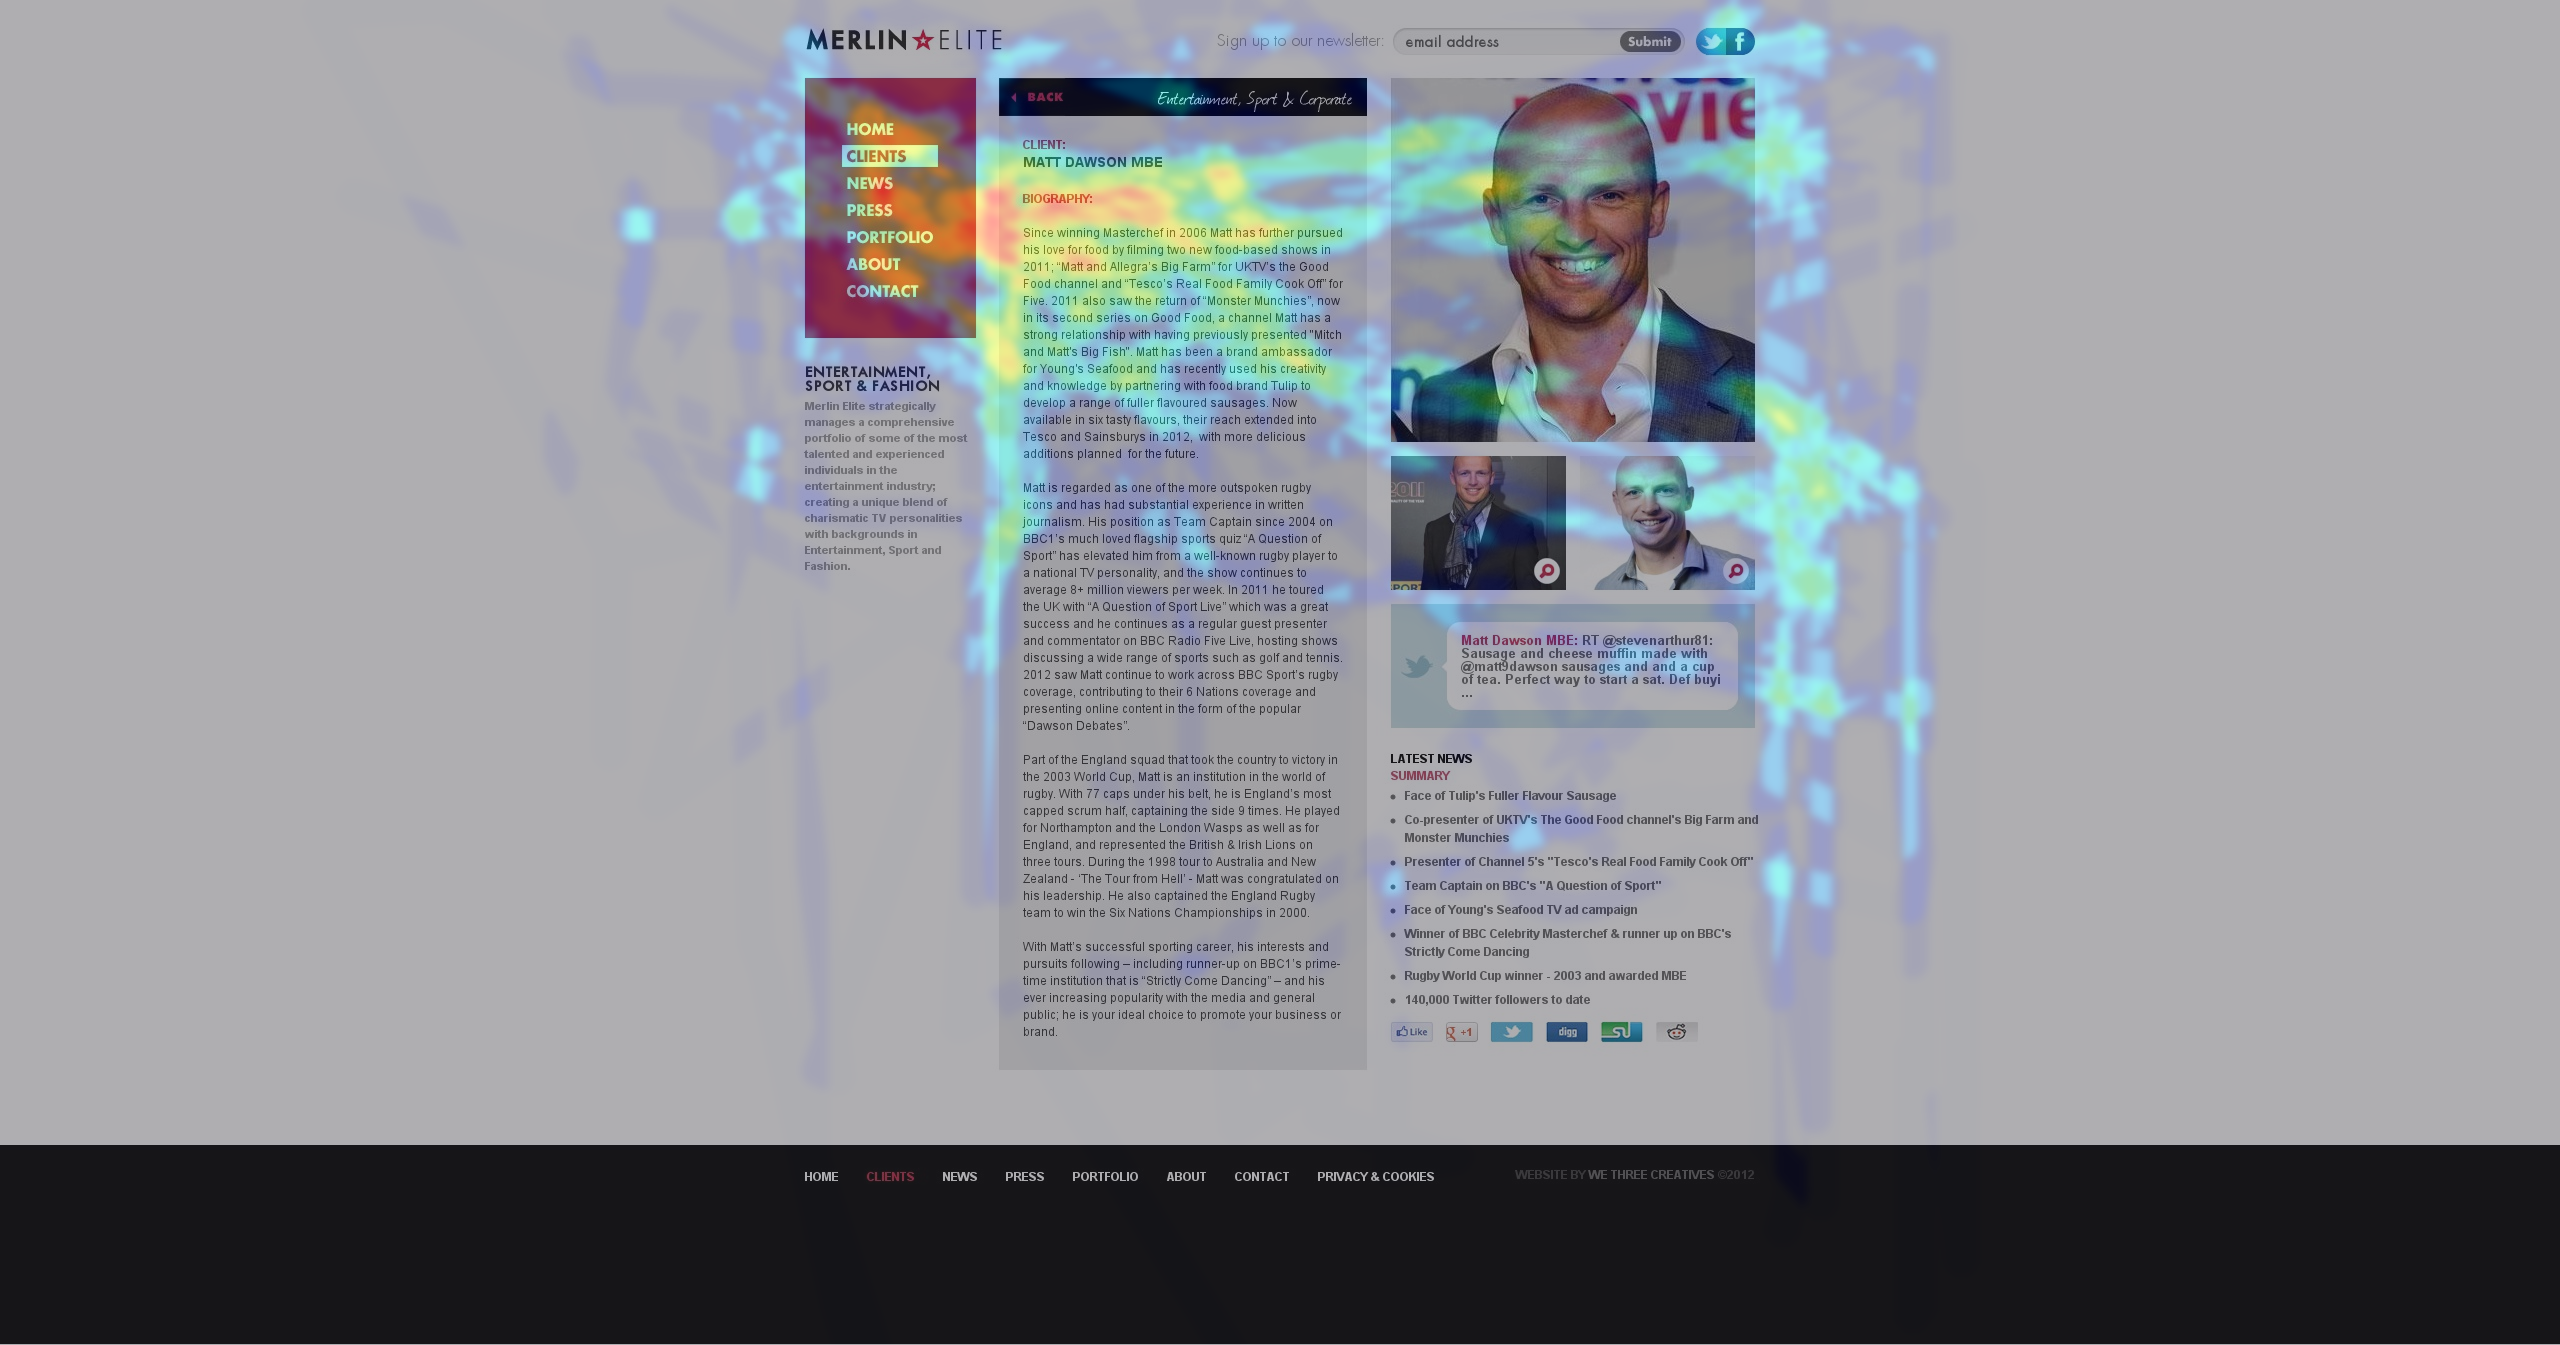 MERLIN ELITE
Sign up to our newsletter:
email address
Submit
HOME
CLIENTS
NEWS
PRESS
PORTFOLIO
ABOUT
CONTACT
ENTERTAINMENT,
SPORT & FASHION
Merlin Elite strategically
manages a comprehensive
portfolio of some of the most
talented and experienced
individuals in the
entertainment industry;
creating a unique blend of
charismatic TV personalities
with backgrounds in
Entertainment, Sport and
Fashion.
BACK
Entertainment, Sport & Corporate
CLIENT:
MATT DAWSON MBE
BIOGRAPHY:
Since winning Masterchef in 2006 Matt has further pursued
his love for food by filming two new food-based shows in
2011; “Matt and Allegra’s Big Farm” for UKTV’s the Good
Food channel and “Tesco’s Real Food Family Cook Off” for
Five. 2011 also saw the return of “Monster Munchies”, now
in its second series on Good Food, a channel Matt has a
strong relationship with having previously presented "Mitch
and Matt's Big Fish". Matt has been a brand ambassador
for Young's Seafood and has recently used his creativity
and knowledge by partnering with food brand Tulip to
develop a range of fuller flavoured sausages. Now
available in six tasty flavours, their reach extended into
Tesco and Sainsburys in 2012, with more delicious
additions planned for the future.
Matt is regarded as one of the more outspoken rugby
icons and has had substantial experience in written
journalism. His position as Team Captain since 2004 on
BBC1’s much loved flagship sports quiz “A Question of
Sport” has elevated him from a well-known rugby player to
a national TV personality, and the show continues to
average 8+ million viewers per week. In 2011 he toured
the UK with “A Question of Sport Live” which was a great
success and he continues as a regular guest presenter
and commentator on BBC Radio Five Live, hosting shows
discussing a wide range of sports such as golf and tennis.
2012 saw Matt continue to work across BBC Sport’s rugby
coverage, contributing to their 6 Nations coverage and
presenting online content in the form of the popular
“Dawson Debates”.
Part of the England squad that took the country to victory in
the 2003 World Cup, Matt is an institution in the world of
rugby. With 77 caps under his belt, he is England’s most
capped scrum half, captaining the side 9 times. He played
for Northampton and the London Wasps as well as for
England, and represented the British & Irish Lions on
three tours. During the 1998 tour to Australia and New
Zealand - ‘The Tour from Hell’ - Matt was congratulated on
his leadership. He also captained the England Rugby
team to win the Six Nations Championships in 2000.
With Matt’s successful sporting career, his interests and
pursuits following – including runner-up on BBC1’s prime-
time institution that is “Strictly Come Dancing” – and his
ever increasing popularity with the media and general
public; he is your ideal choice to promote your business or
brand.
2011
Matt Dawson MBE: RT @stevenarthur81:
Sausage and cheese muffin made with
@matt9dawson sausages and and a cup
of tea. Perfect way to start a sat. Def buyi
...
LATEST NEWS
SUMMARY
Face of Tulip's Fuller Flavour Sausage
Co-presenter of UKTV's The Good Food channel's Big Farm and
Monster Munchies
Presenter of Channel 5's "Tesco's Real Food Family Cook Off"
Team Captain on BBC's "A Question of Sport"
Face of Young's Seafood TV ad campaign
Winner of BBC Celebrity Masterchef & runner up on BBC's
Strictly Come Dancing
Rugby World Cup winner - 2003 and awarded MBE
140,000 Twitter followers to date
Like
g +1
digg
HOME CLIENTS NEWS PRESS PORTFOLIO ABOUT CONTACT PRIVACY & COOKIES
WEBSITE BY WE THREE CREATIVES ©2012